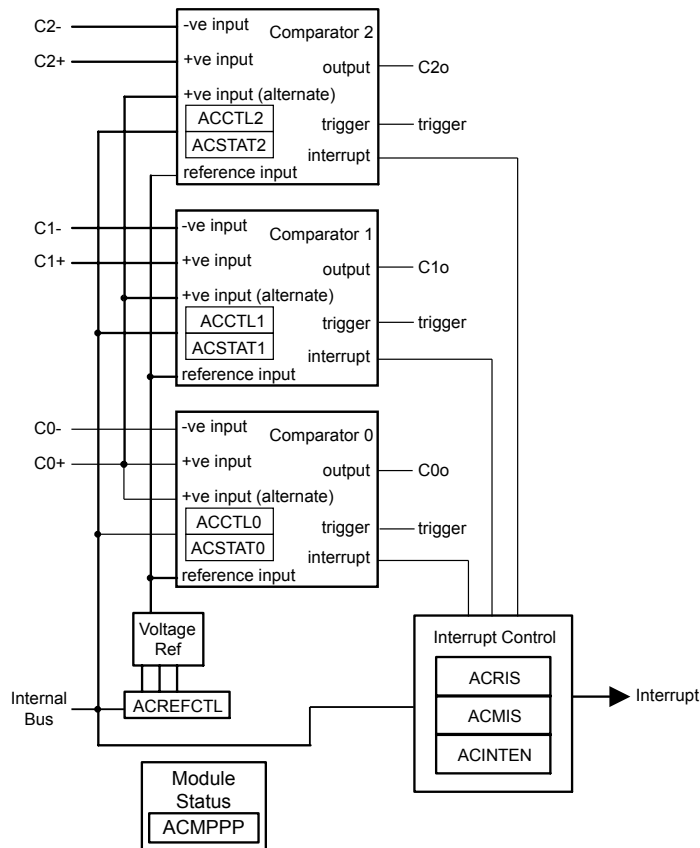 C2-
-ve input
Comparator 2
C2+
+ve input
output
C2o
+ve input (alternate)
ACCTL2
trigger
trigger
ACSTAT2
interrupt
reference input
C1-
-ve input
Comparator 1
C1+
+ve input
output
C1o
+ve input (alternate)
ACCTL1
trigger
trigger
ACSTAT1
interrupt
reference input
C0-
-ve input
Comparator 0
C0+
+ve input
output
C0o
+ve input (alternate)
ACCTL0
trigger
trigger
ACSTAT0
interrupt
reference input
Voltage
Ref
ACREFCTL
Internal
Bus
Interrupt Control
ACRIS
ACMIS
ACINTEN
Interrupt
Module
Status
ACMPPP